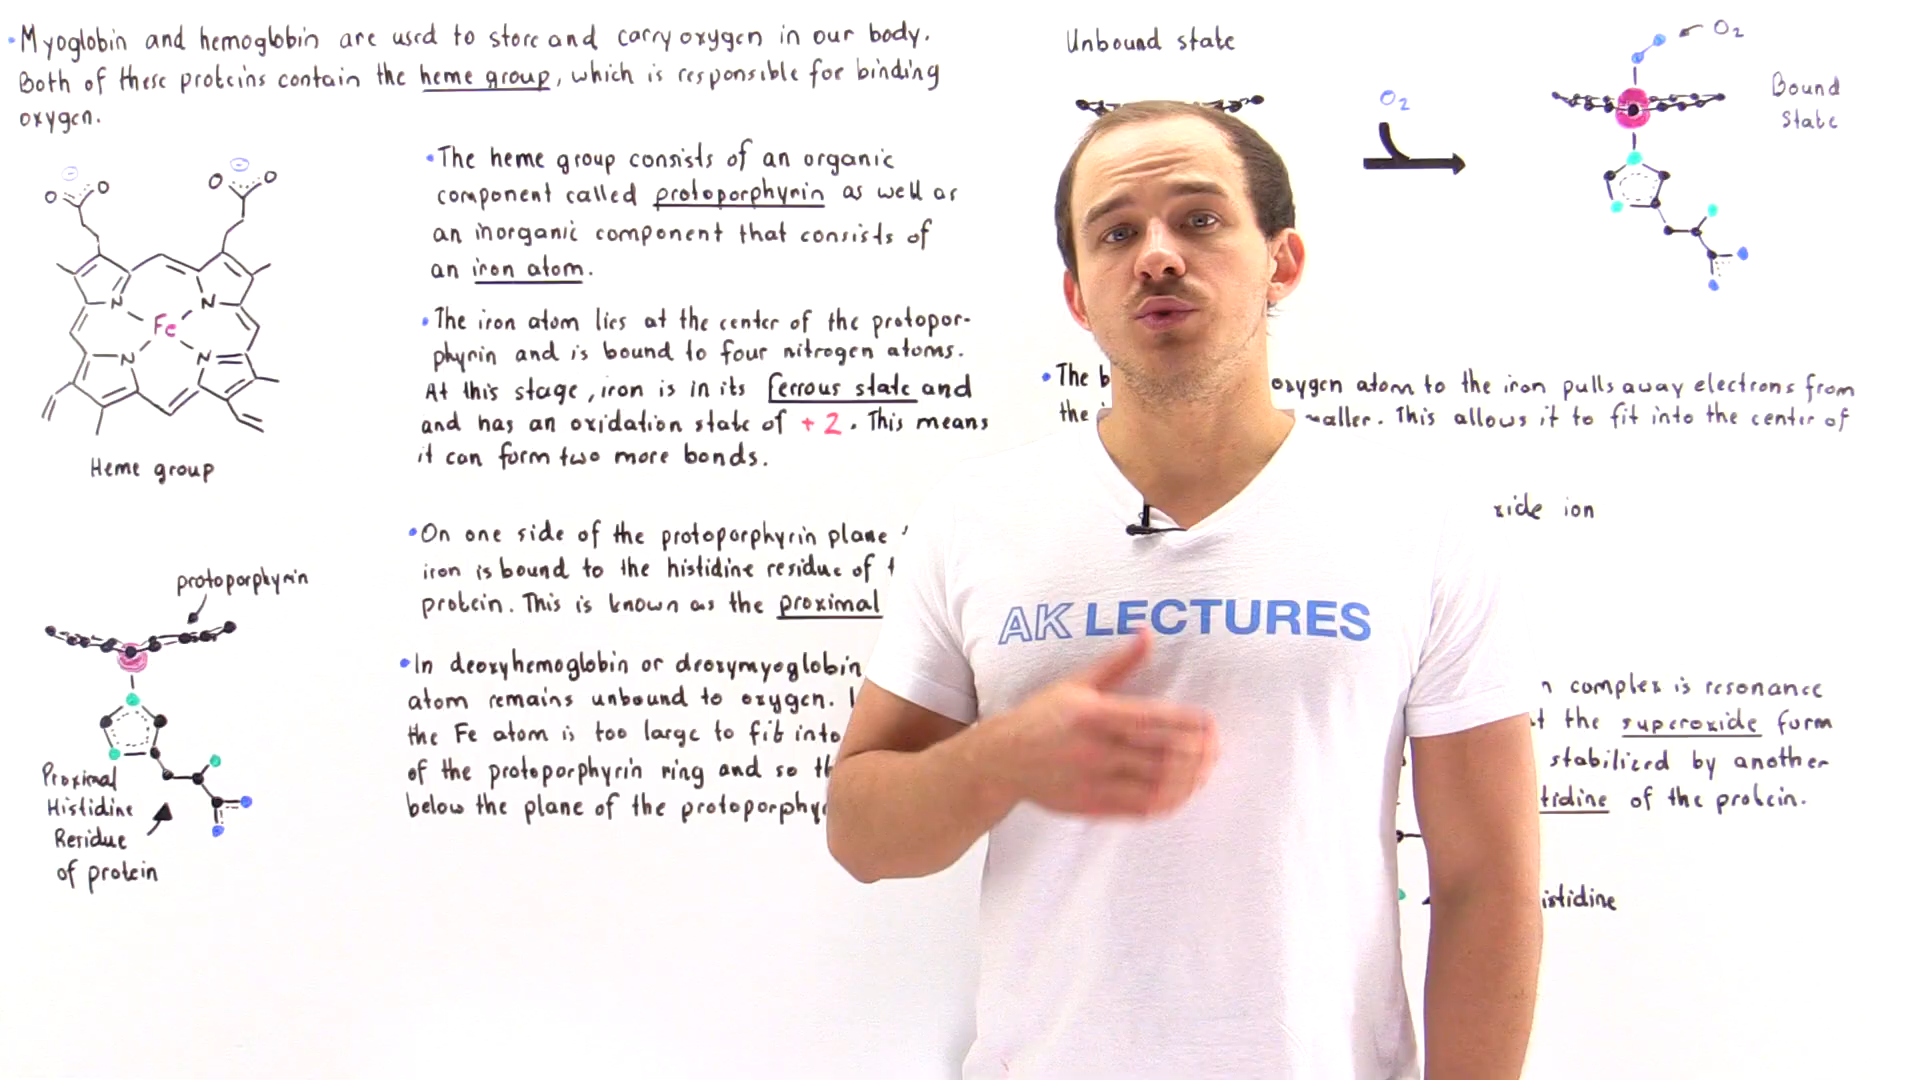 • Myoglobin and hemoglobin are used to store and carry oxygen in our body.
Both of these proteins contain the heme group, which is responsible for binding
oxygen.
O O O O
N N
Fe
N N
Heme group
• The heme group consists of an organic
component called protoporphyrin as well as
an inorganic component that consists of
an iron atom.
• The iron atom lies at the center of the protopor-
phyrin and is bound to four nitrogen atoms.
At this stage, iron is in its ferrous state and
and has an oxidation state of +2. This means
it can form two more bonds.
• On one side of the protoporphyrin plane
iron is bound to the histidine residue of
protein. This is known as the proximal
• In deoxyhemoglobin or deoxymyoglobin
atom remains unbound to oxygen.
the Fe atom is too large to fit into
of the protoporphyrin ring and so
below the plane of the
protoporphyrin
Proximal
Histidine
Residue
of protein
Unbound state
O2
O2
Bound
State
• The oxygen atom to the iron pulls away electrons from
the This allows it to fit into the center of
ion
complex is resonance
the superoxide form
stabilized by another
of the protein.
AK LECTURES